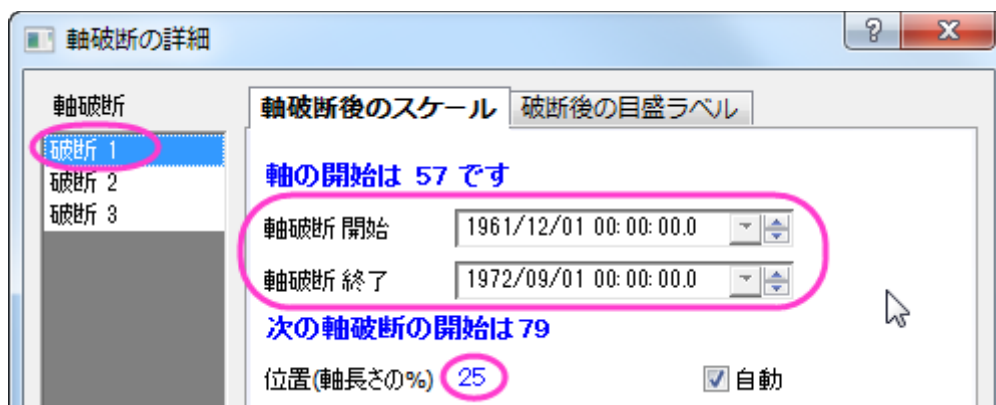 軸破断の詳細
軸破断
破断 1
破断 2
破断 3
軸破断後のスケール 破断後の目盛ラベル
軸の開始は 57 です
軸破断 開始 1961/12/01 00:00:00.0
軸破断 終了 1972/09/01 00:00:00.0
次の軸破断の開始は 79
位置(軸長さの%) 25 自動